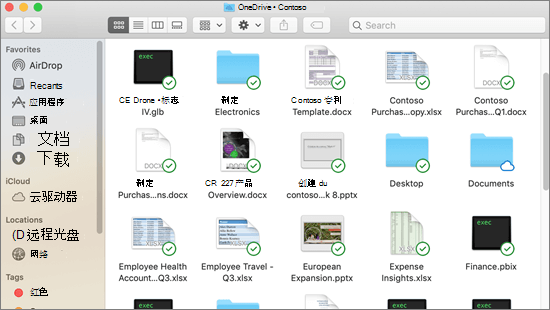 OneDrive • Contoso
Search
Favorites
AirDrop
Recarts
应用程序
桌面
文档
下载
iCloud
云驱动器
Locations
(D远程光盘
网络
Tags
红色
exec
CE Drone •标志
IV.glb
制定
Electronics
Contoso 专利
Template.docx
XLSX
Contoso
Purchas...opy.xlsx
DOCX
Contoso
Purchas...Q1.docx
DOCX
制定
Purchas...ns.docx
DOCX
CR 227 产品
Overview.docx
创建 du
contoso...k 8.pptx
Desktop
Documents
XLSX
Employee Health
Account...Q3.xlsx
XLSX
Employee Travel -
Q3.xlsx
European
Expansion.pptx
XLSX
Expense
Insights.xlsx
exec
Finance.pbix